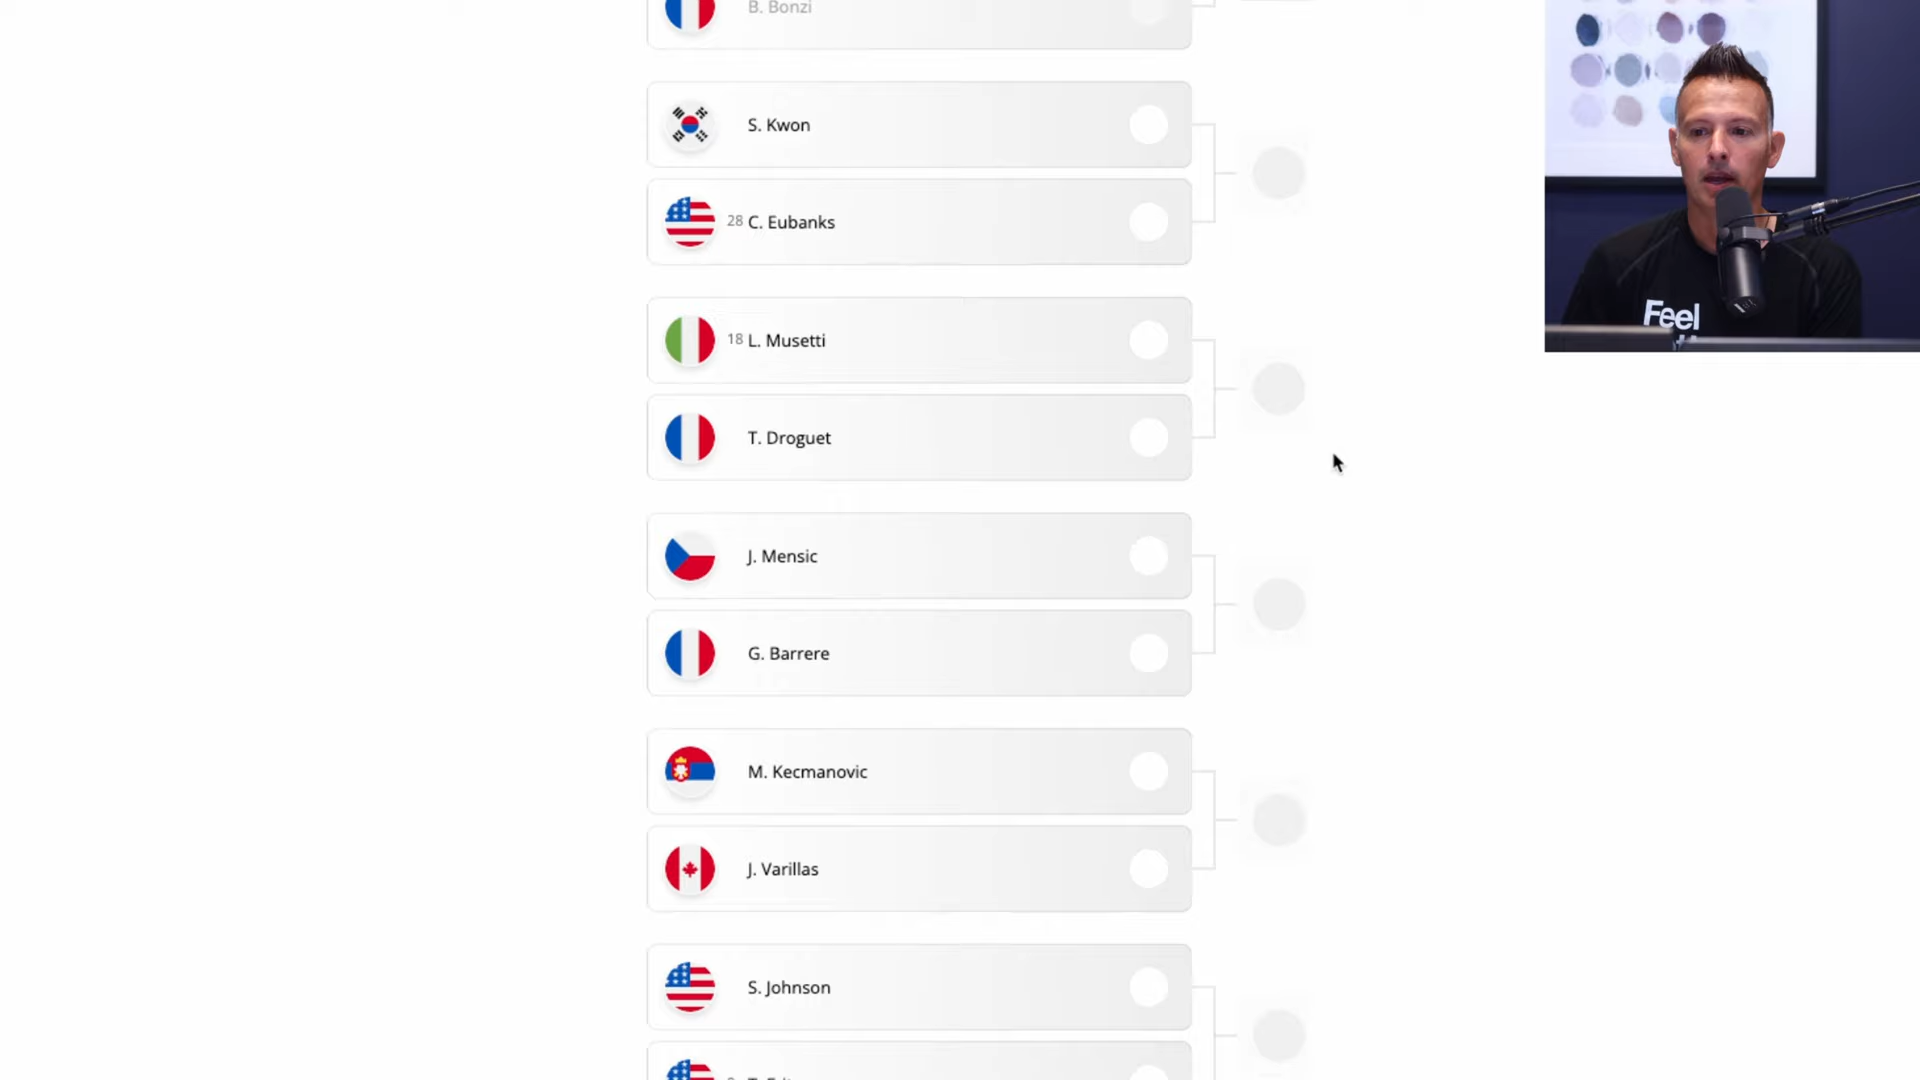 B. Bonzi
S. Kwon
28 C. Eubanks
18 L. Musetti
T. Droguet
J. Mensic
G. Barrere
M. Kecmanovic
J. Varillas
S. Johnson
Feel